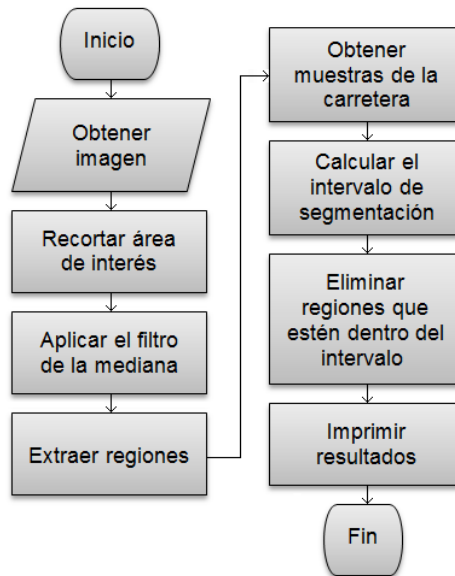 Inicio
Obtener
imagen
Recortar área
de interés
Aplicar el filtro
de la mediana
Extraer regiones
Obtener
muestras de la
carretera
Calcular el
intervalo de
segmentación
Eliminar
regiones que
estén dentro del
intervalo
Imprimir
resultados
Fin